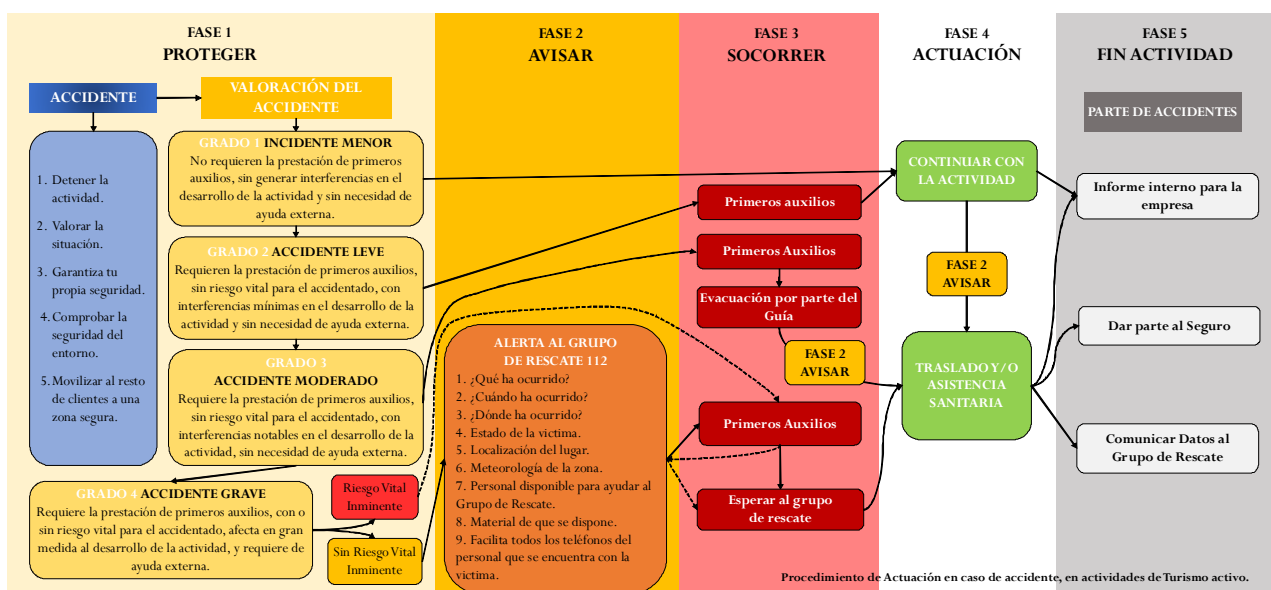 FASE 1
PROTEGER
ACCIDENTE
VALORACIÓN DEL
ACCIDENTE
1. Detener la
actividad.
2. Valorar la
situación.
3. Garantiza tu
propia seguridad.
4. Comprobar la
seguridad del
entorno.
5. Movilizar al resto
de clientes a una
zona segura.
GRADO 1 INCIDENTE MENOR
No requieren la prestación de primeros
auxilios, sin generar interferencias en el
desarrollo de la actividad y sin necesidad de
ayuda externa.
GRADO 2 ACCIDENTE LEVE
Requieren la prestación de primeros auxilios,
sin riesgo vital para el accidentado, con
interferencias mínimas en el desarrollo de la
actividad y sin necesidad de ayuda externa.
GRADO 3
ACCIDENTE MODERADO
Requiere la prestación de primeros auxilios,
sin riesgo vital para el accidentado, con
interferencias notables en el desarrollo de la
actividad, sin necesidad de ayuda externa.
GRADO 4 ACCIDENTE GRAVE
Requiere la prestación de primeros auxilios, con o
sin riesgo vital para el accidentado, afecta en gran
medida al desarrollo de la actividad, y requiere de
ayuda externa.
Riesgo Vital
Inminente
Sin Riesgo Vital
Inminente
FASE 2
AVISAR
ALERTA AL GRUPO
DE RESCATE 112
1. ¿Qué ha ocurrido?
2. ¿Cuándo ha ocurrido?
3. ¿Dónde ha ocurrido?
4. Estado de la victima.
5. Localización del lugar.
6. Meteorología de la zona.
7. Personal disponible para ayudar al
Grupo de Rescate.
8. Material de que se dispone.
9. Facilita todos los teléfonos del
personal que se encuentra con la
victima.
FASE 3
SOCORRER
Primeros auxilios
Primeros Auxilios
Evacuación por parte del
Guía
FASE 2
AVISAR
Primeros Auxilios
Esperar al grupo
de rescate
FASE 4
ACTUACIÓN
CONTINUAR CON
LA ACTIVIDAD
FASE 2
AVISAR
TRASLADO Y/O
ASISTENCIA
SANITARIA
FASE 5
FIN ACTIVIDAD
PARTE DE ACCIDENTES
Informe interno para la
empresa
Dar parte al Seguro
Comunicar Datos al
Grupo de Rescate
Procedimiento de Actuación en caso de accidente, en actividades de Turismo activo.